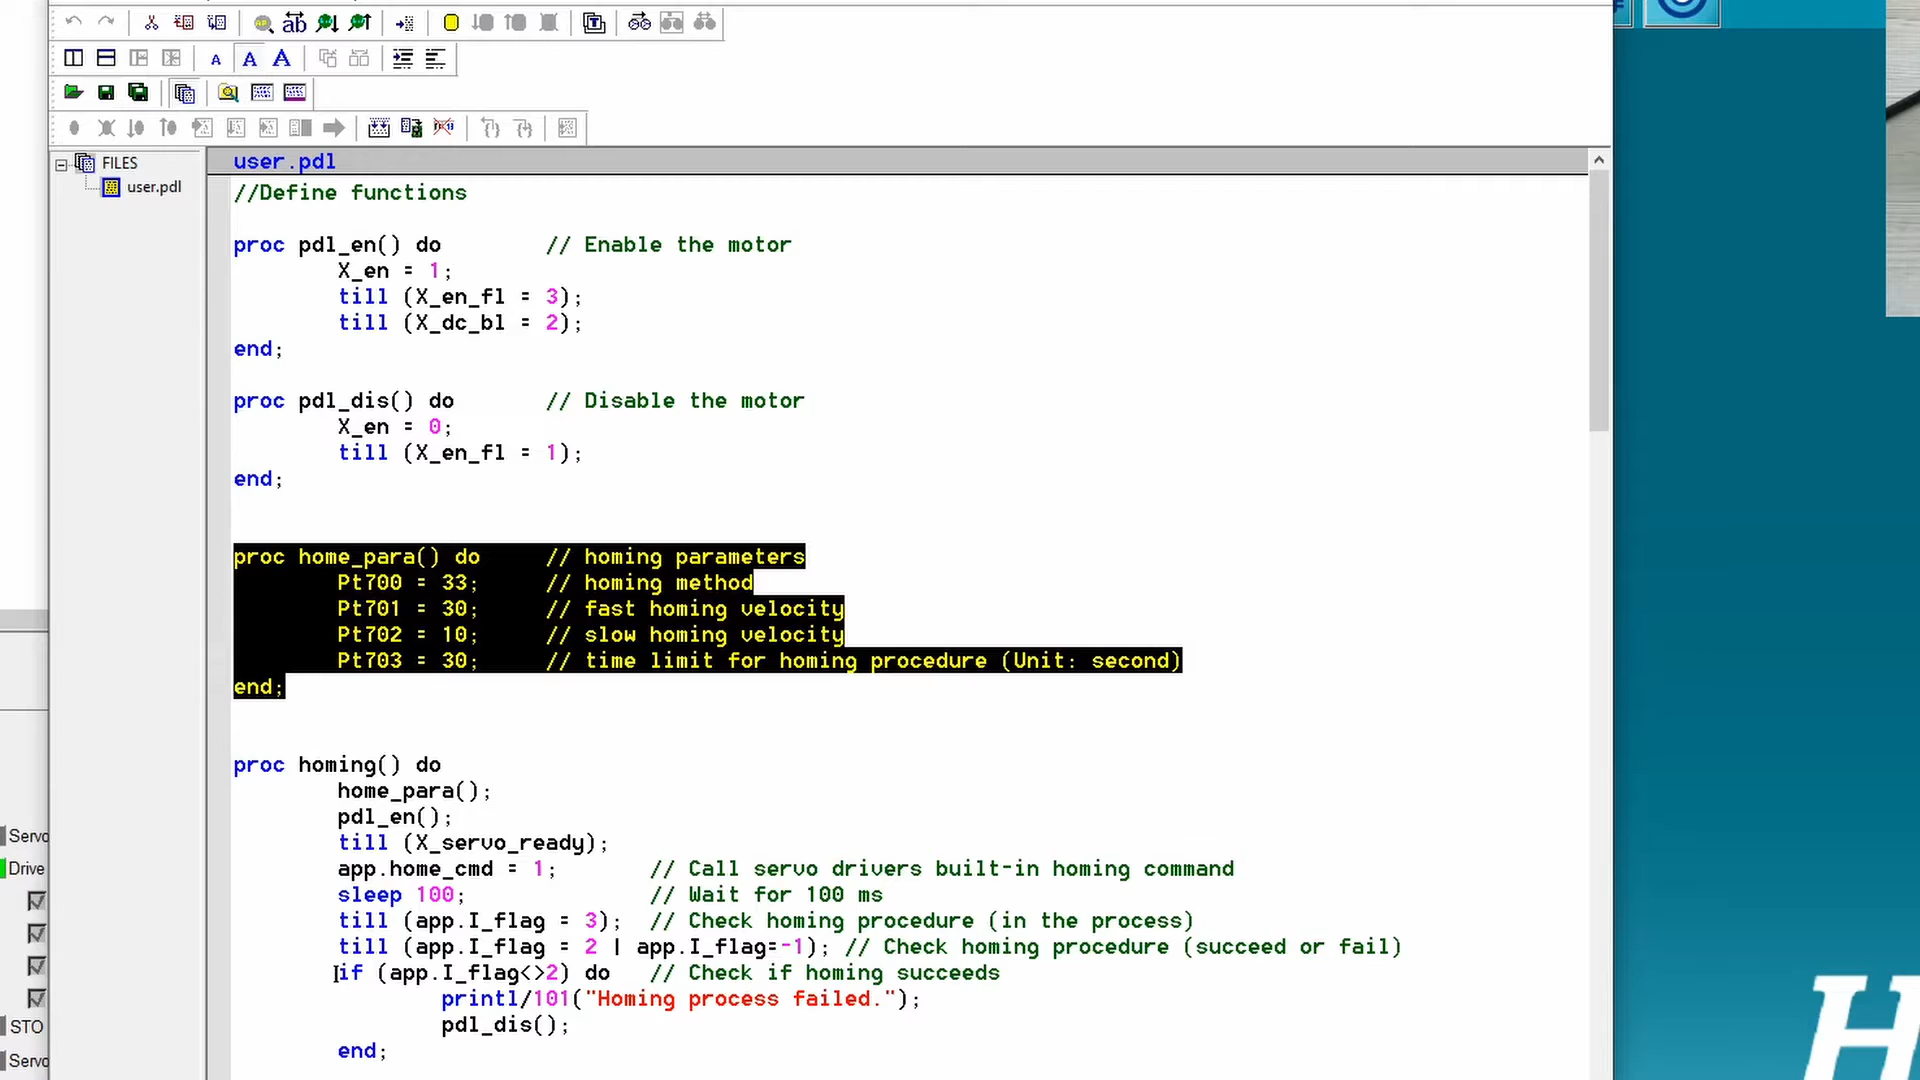 FILES
user.pdl
user.pdl
//Define functions
proc pdl_en() do // Enable the motor
X_en = 1;
till (X_en_fl = 3);
till (X_dc_bl = 2);
end;
proc pdl_dis() do // Disable the motor
X_en = 0;
till (X_en_fl = 1);
end;
proc home_para() do // homing parameters
Pt700 = 33; // homing method
Pt701 = 30; // fast homing velocity
Pt702 = 10; // slow homing velocity
Pt703 = 30; // time limit for homing procedure (Unit: second)
end;
proc homing() do
home_para();
pdl_en();
till (X_servo_ready);
app.home_cmd = 1; // Call servo drivers built-in homing command
sleep 100; // Wait for 100 ms
till (app.I_flag = 3); // Check homing procedure (in the process)
till (app.I_flag = 2 | app.I_flag=-1); // Check homing procedure (succeed or fail)
if (app.I_flag<>2) do // Check if homing succeeds
printl/101("Homing process failed.");
pdl_dis();
end;
Servo
Drive
STO
Servo
H